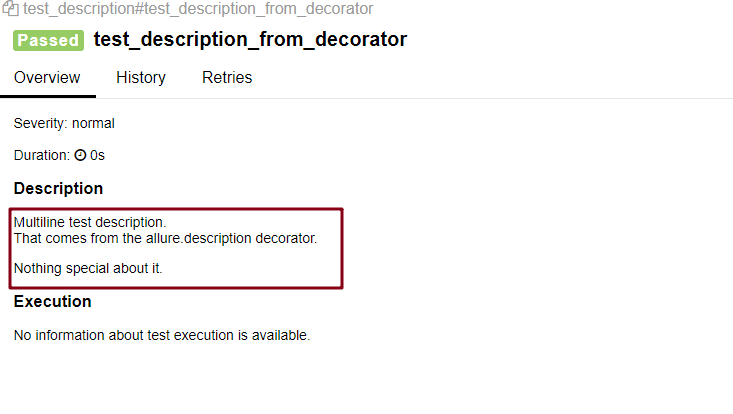 test_description#test_description_from_decorator
Passed test_description_from_decorator
Overview History Retries
Severity: normal
Duration: 0s
Description
Multiline test description.
That comes from the allure.description decorator.
Nothing special about it.
Execution
No information about test execution is available.